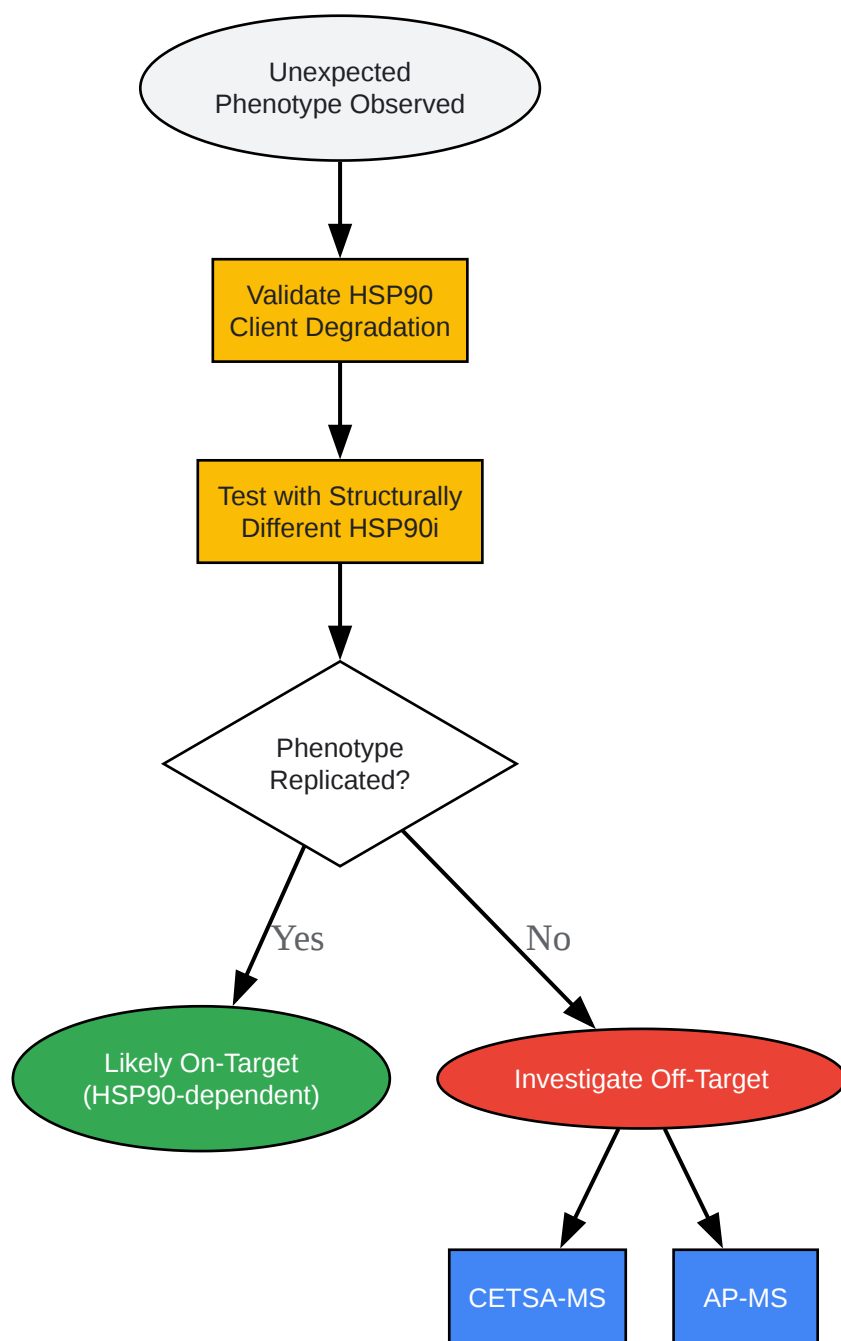 Unexpected
Phenotype Observed
Validate HSP90
Client Degradation
Test with Structurally
Different HSP90i
Phenotype
Replicated?
Yes
No
Likely On-Target
(HSP90-dependent)
Investigate Off-Target
CETSA-MS
AP-MS